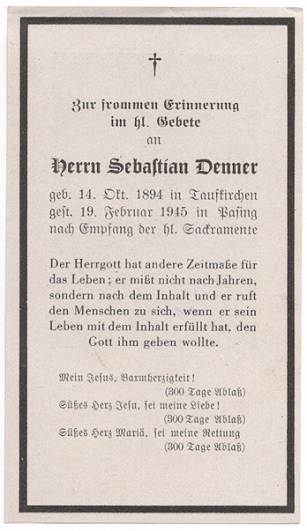 Zur frommen Erinnerung
im hl. Gebete
an
Herrn Sebastian Denner
geb. 14. Okt. 1894 in Taufkirchen
gest. 19. Februar 1945 in Pasing
nach Empfang der hl. Sackramente
Der Herrgott hat andere Zeitmaße für
das Leben; er mißt nicht nach Jahren,
sondern nach dem Inhalt und er ruft
den Menschen zu sich, wenn er sein
Leben mit dem Inhalt erfüllt hat, den
Gott ihm geben wollte.
Mein Jesus, Barmherzigkeit!
(300 Tage Ablaß)
Süßes Herz Jesu, sei meine Liebe!
(300 Tage Ablaß)
Süßes Herz Mariä, sei meine Rettung
(300 Tage Ablaß)